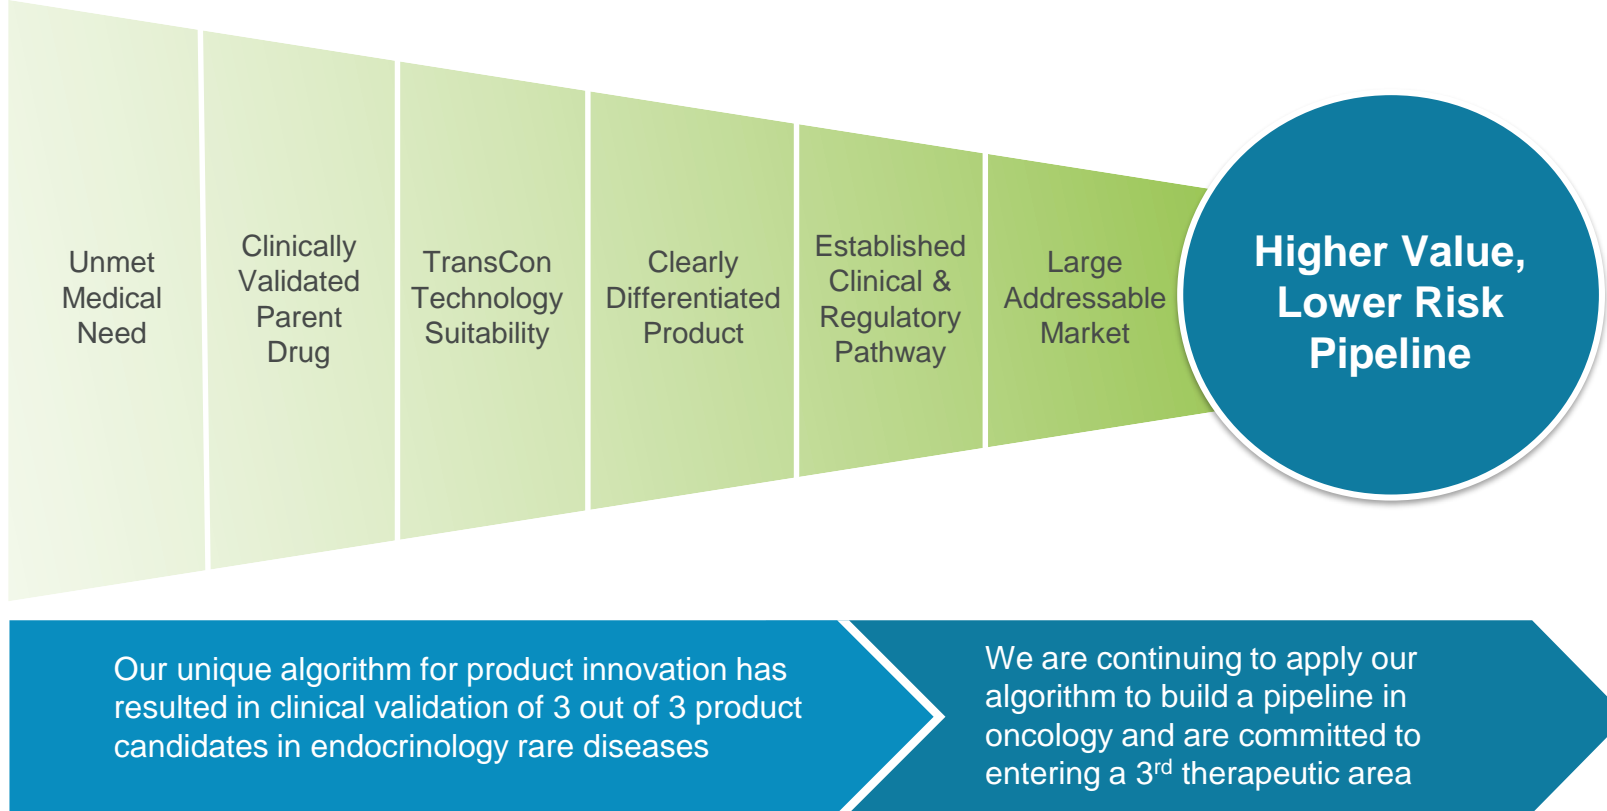 Unmet
Medical
Need
Clinically
Validated
Parent
Drug
TransCon
Technology
Suitability
Clearly
Differentiated
Product
Established
Clinical &
Regulatory
Pathway
Large
Addressable
Market
Higher Value,
Lower Risk
Pipeline
Our unique algorithm for product innovation has
resulted in clinical validation of 3 out of 3 product
candidates in endocrinology rare diseases
We are continuing to apply our
algorithm to build a pipeline in
oncology and are committed to
entering a 3rd therapeutic area